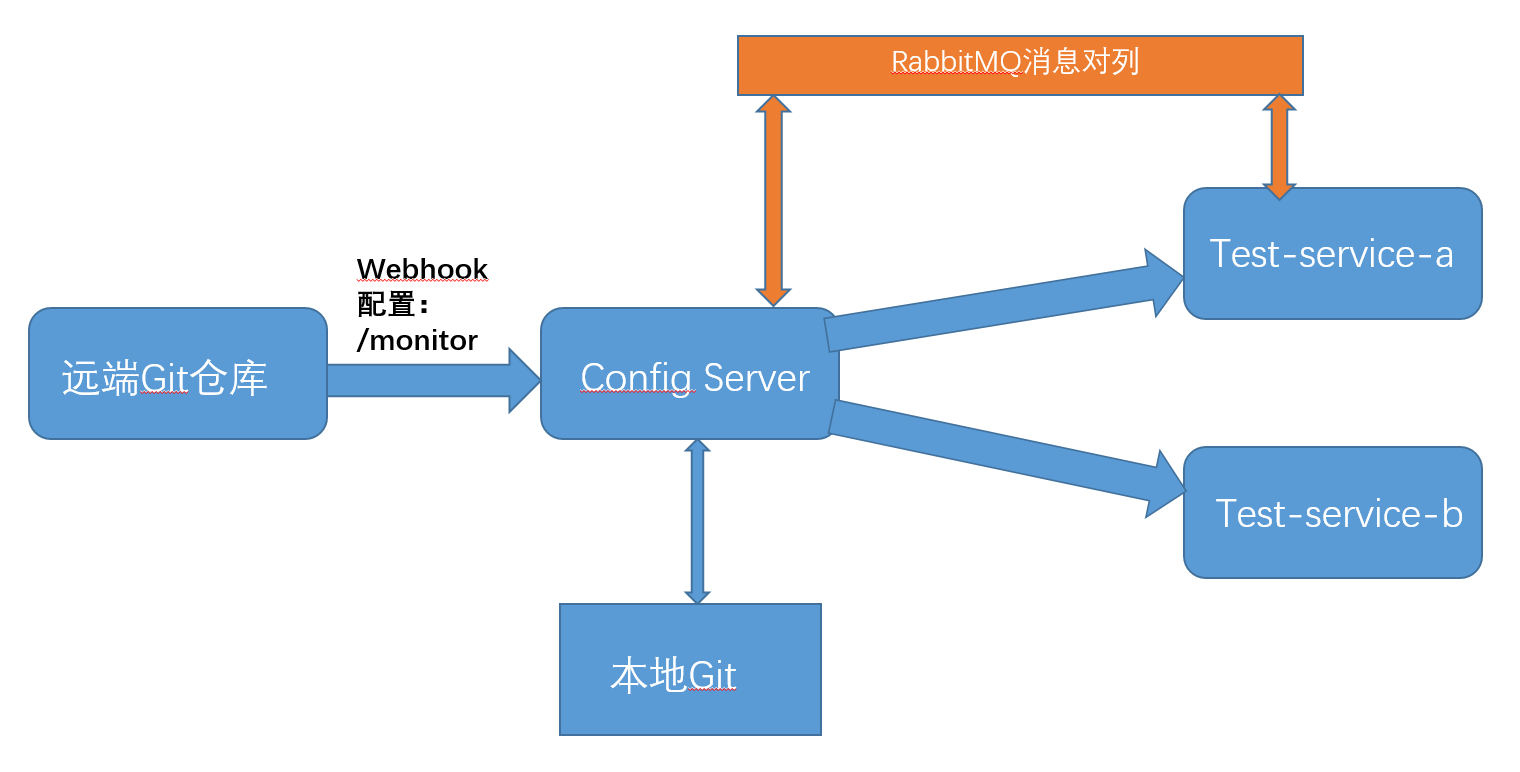 RabbitMQ消息对列
Test-service-a
Webhook
配置：
/monitor
远端Git仓库
Config Server
Test-service-b
本地Git